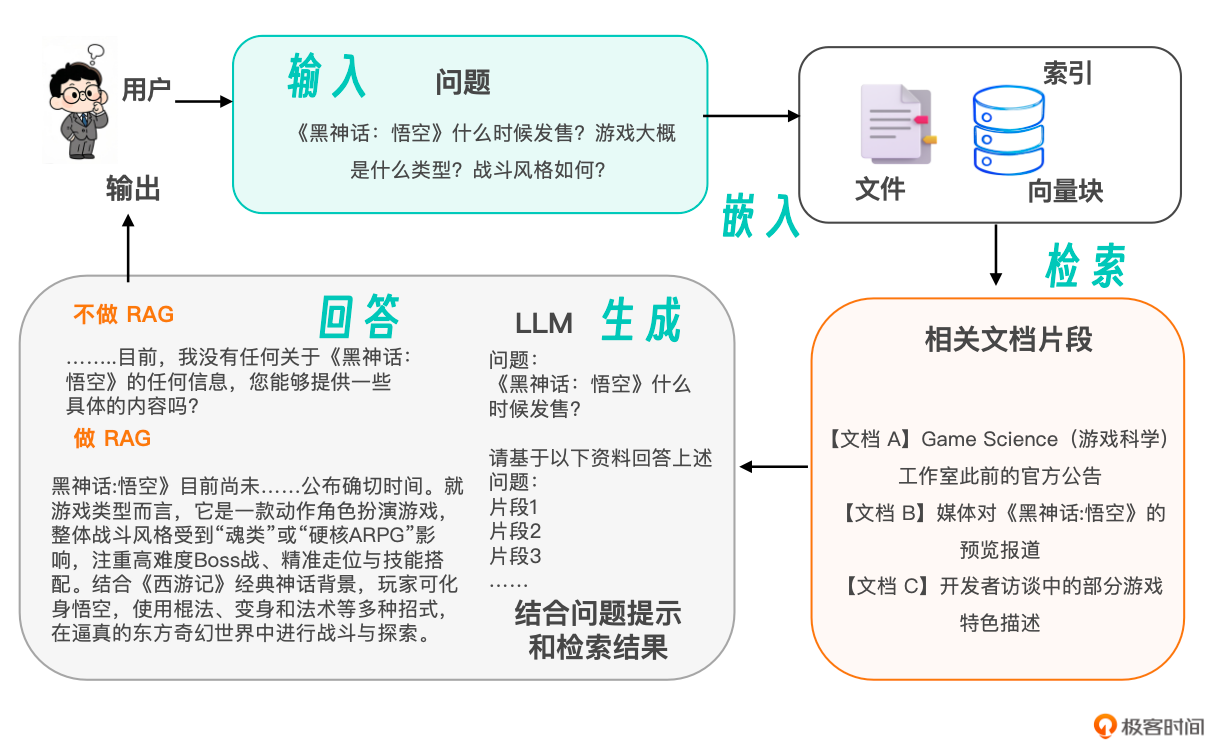 用户
输入
问题
《黑神话：悟空》什么时候发售？游戏大概
是什么类型？战斗风格如何？
索引
文件
向量块
嵌入
检索
相关文档片段
【文档 A】Game Science（游戏科学）
工作室此前的官方公告
【文档 B】媒体对《黑神话:悟空》的
预览报道
【文档 C】开发者访谈中的部分游戏
特色描述
LLM
生成
问题：
《黑神话：悟空》什么
时候发售？
请基于以下资料回答上述
问题：
片段1
片段2
片段3
……
结合问题提示
和检索结果
回答
不做 RAG
……..目前，我没有任何关于《黑神话：
悟空》的任何信息，您能够提供一些
具体的内容吗？
做 RAG
黑神话:悟空》目前尚未……公布确切时间。就
游戏类型而言，它是一款动作角色扮演游戏，
整体战斗风格受到“魂类”或“硬核ARPG”影
响，注重高难度Boss战、精准走位与技能搭
配。结合《西游记》经典神话背景，玩家可化
身悟空，使用棍法、变身和法术等多种招式，
在逼真的东方奇幻世界中进行战斗与探索。
输出
极客时间